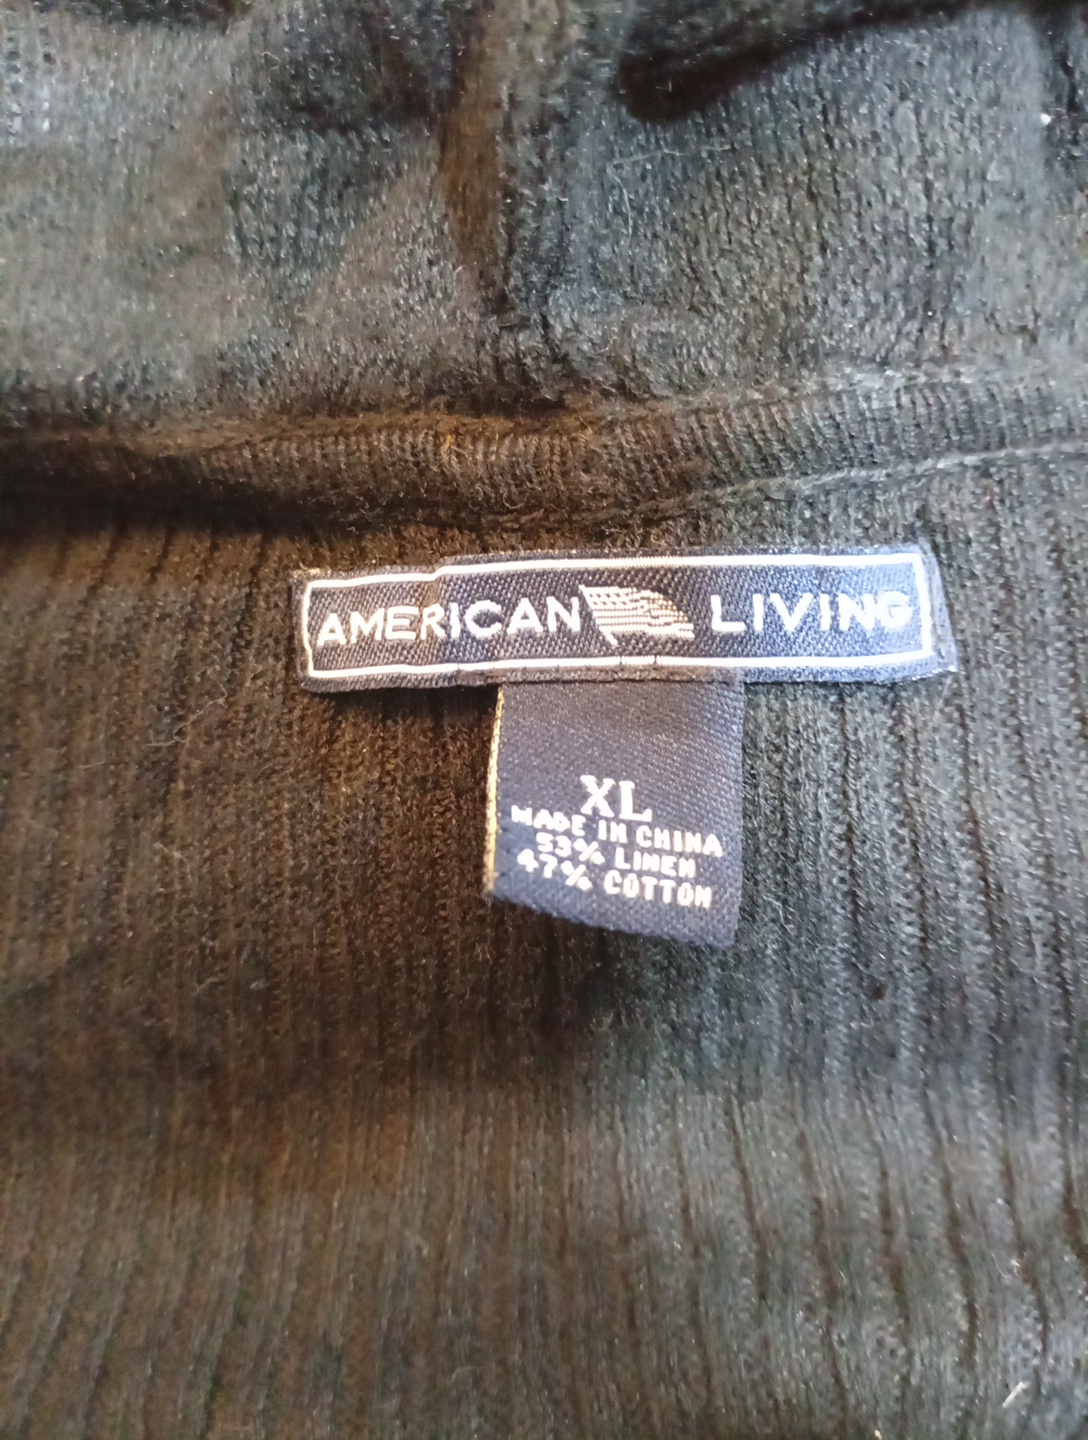 AMERICAN LIVING
XL
MADE IN CHINA
53% LINEN
47% COTTON